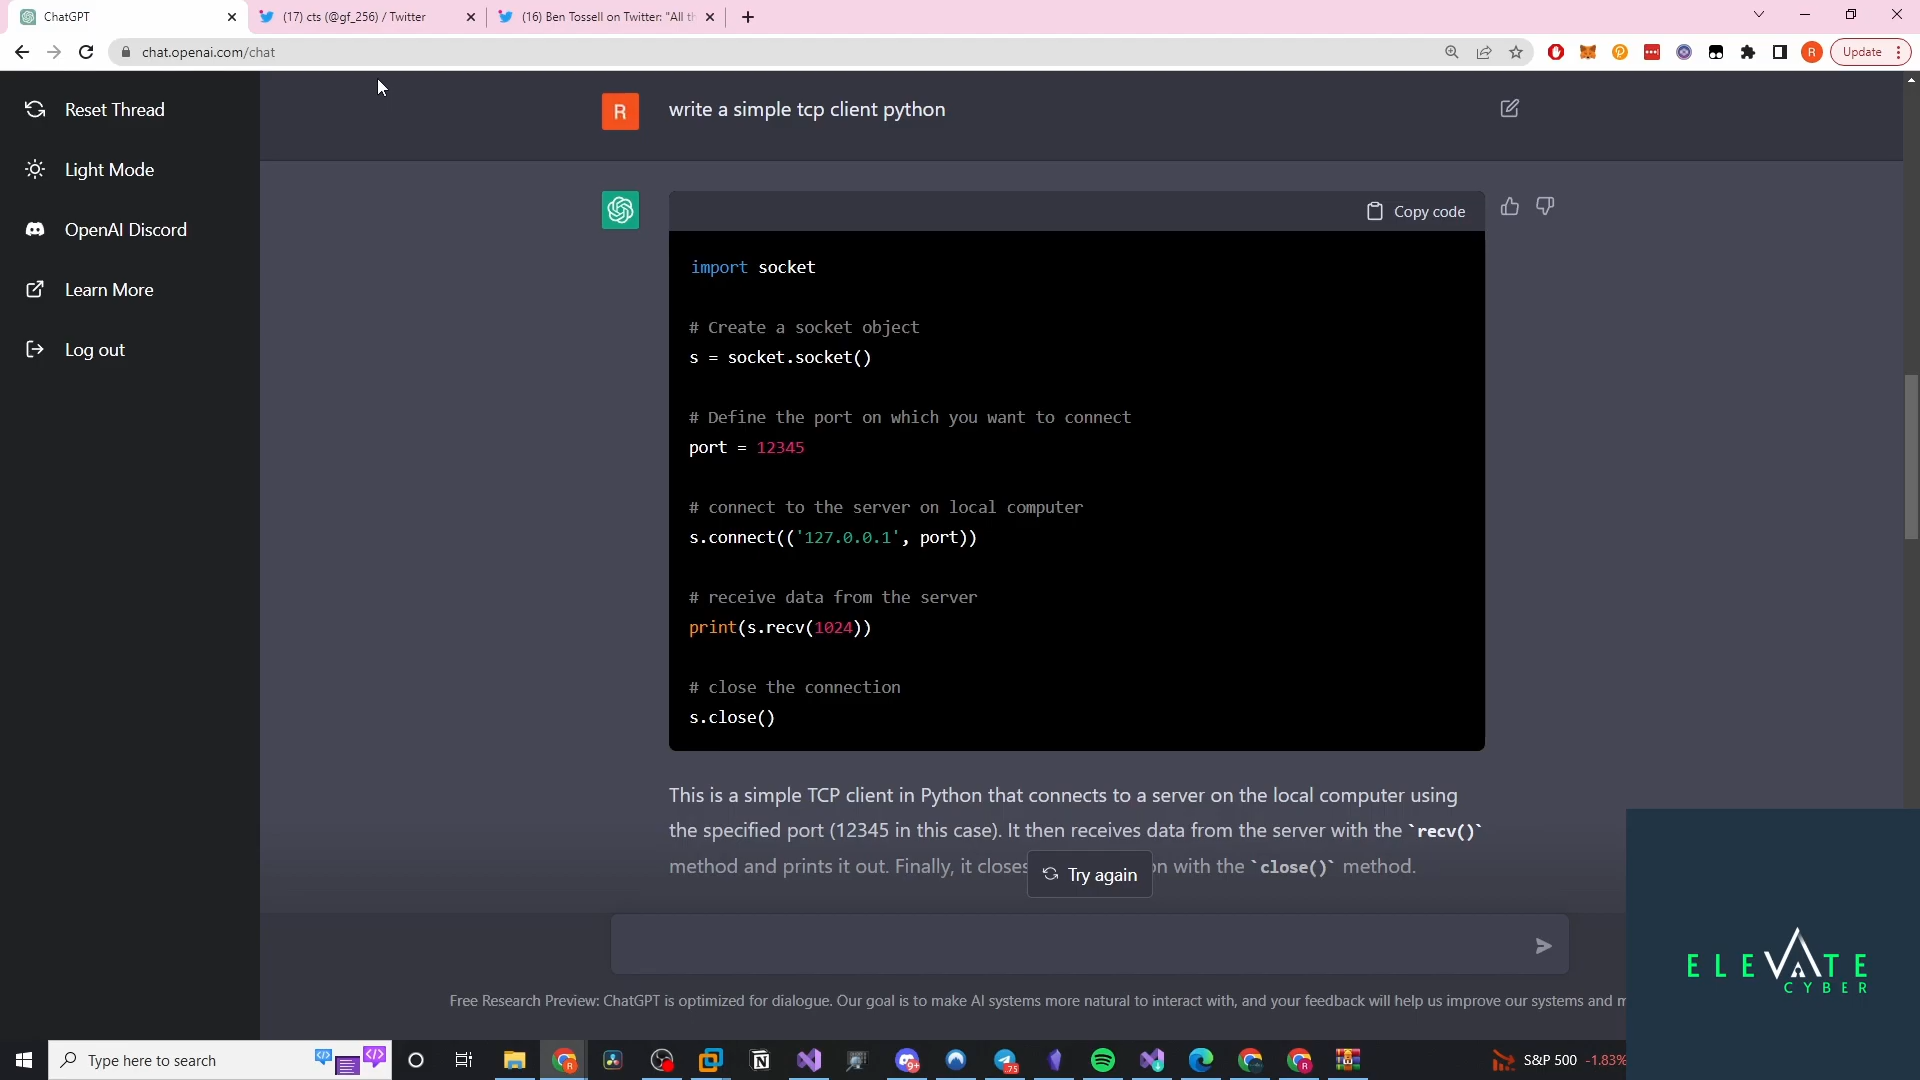 ChatGPT
(17) cts (@gf_256) / Twitter
(16) Ben Tossell on Twitter: "All th
chat.openai.com/chat
R
Update
Reset Thread
Light Mode
OpenAI Discord
Learn More
Log out
R
write a simple tcp client python
Copy code
import socket
# Create a socket object
s = socket.socket()
# Define the port on which you want to connect
port = 12345
# connect to the server on local computer
s.connect(('127.0.0.1', port))
# receive data from the server
print(s.recv(1024))
# close the connection
s.close()
This is a simple TCP client in Python that connects to a server on the local computer using
the specified port (12345 in this case). It then receives data from the server with the `recv()`
method and prints it out. Finally, it closes on with the `close()` method.
Try again
Free Research Preview: ChatGPT is optimized for dialogue. Our goal is to make AI systems more natural to interact with, and your feedback will help us improve our systems and m
ELEVATE
CYBER
Type here to search
9+
75
S&P 500 -1.83%